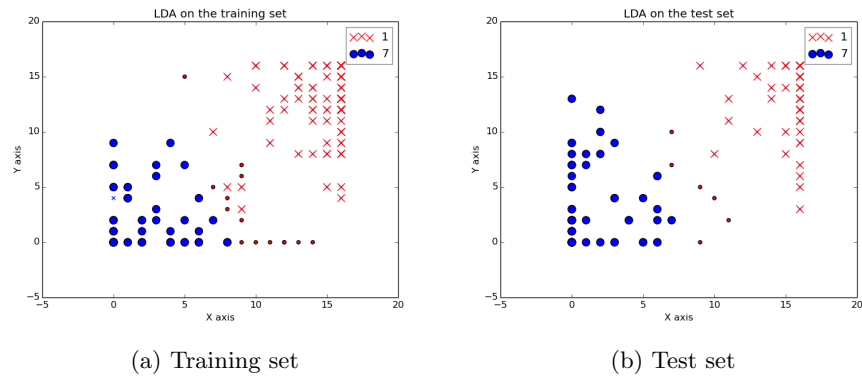 LDA on the training set
1
7
20
15
10
5
0
−5
Y axis
−5 0 5 10 15 20
X axis
(a) Training set
LDA on the test set
1
7
20
15
10
5
0
−5
Y axis
−5 0 5 10 15 20
X axis
(b) Test set